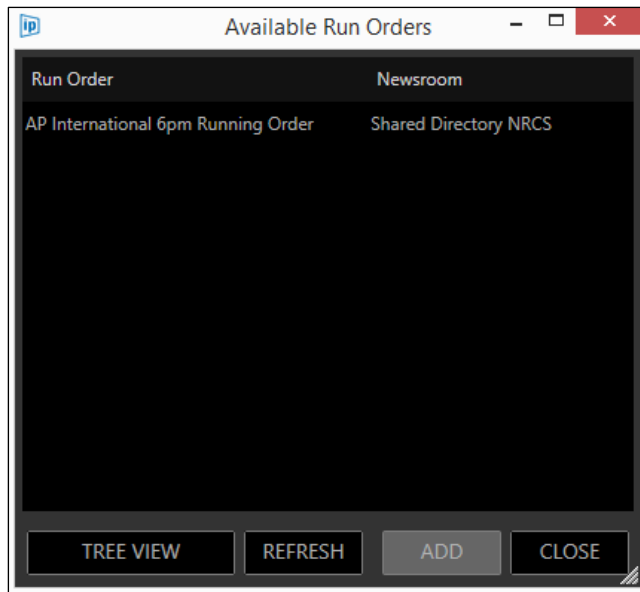 ip Available Run Orders
Run Order Newsroom
AP International 6pm Running Order Shared Directory NRCS
TREE VIEW REFRESH ADD CLOSE